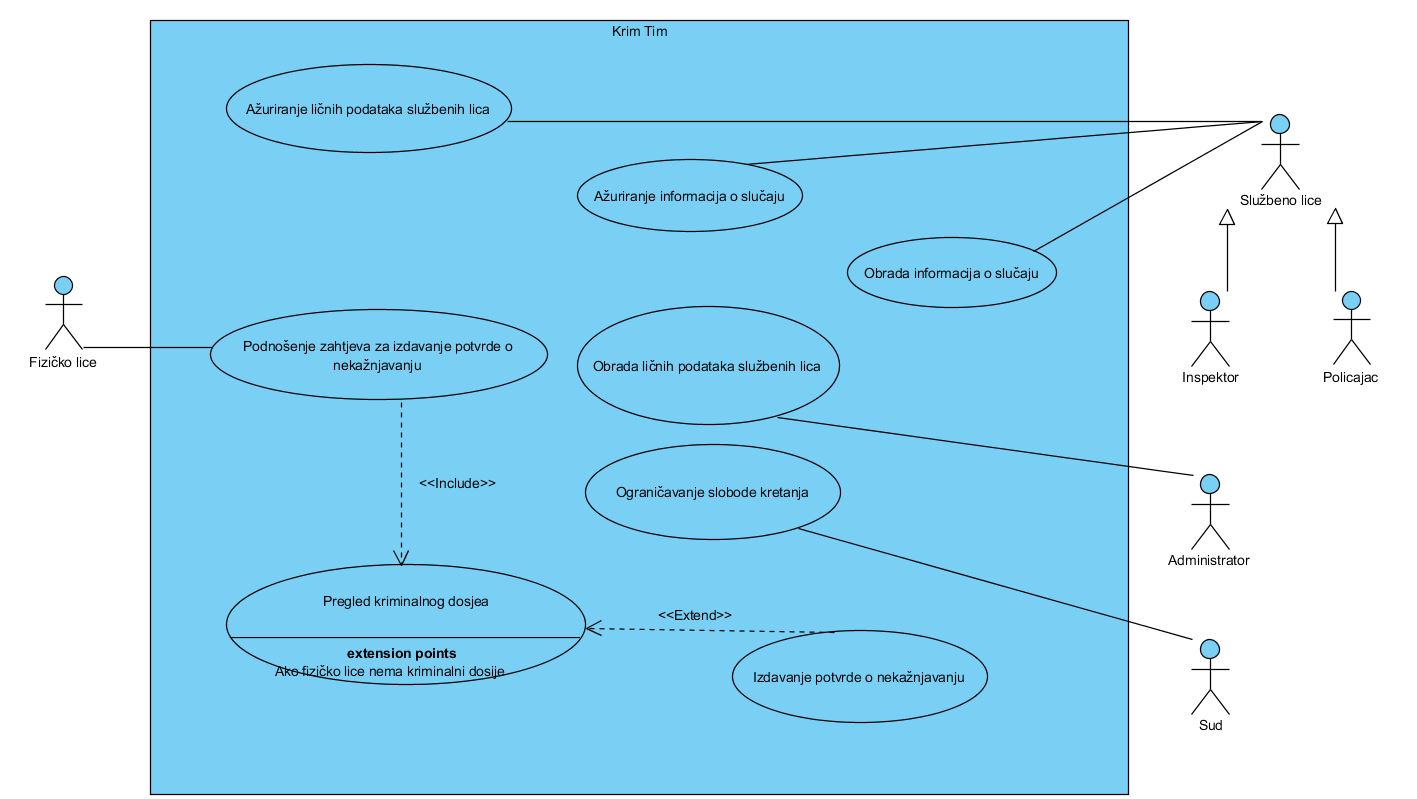 Krim Tim
Ažuriranje ličnih podataka službenih lica
Ažuriranje informacija o slučaju
Službeno lice
Obrada informacija o slučaju
Fizičko lice
Podnošenje zahtjeva za izdavanje potvrde o
nekažnjavanju
Obrada ličnih podataka službenih lica
Inspektor
Policajac
<<Include>>
Ograničavanje slobode kretanja
Administrator
Pregled kriminalnog dosjea
<<Extend>>
extension points
Ako fizičko lice nema kriminalni dosije
Izdavanje potvrde o nekažnjavanju
Sud